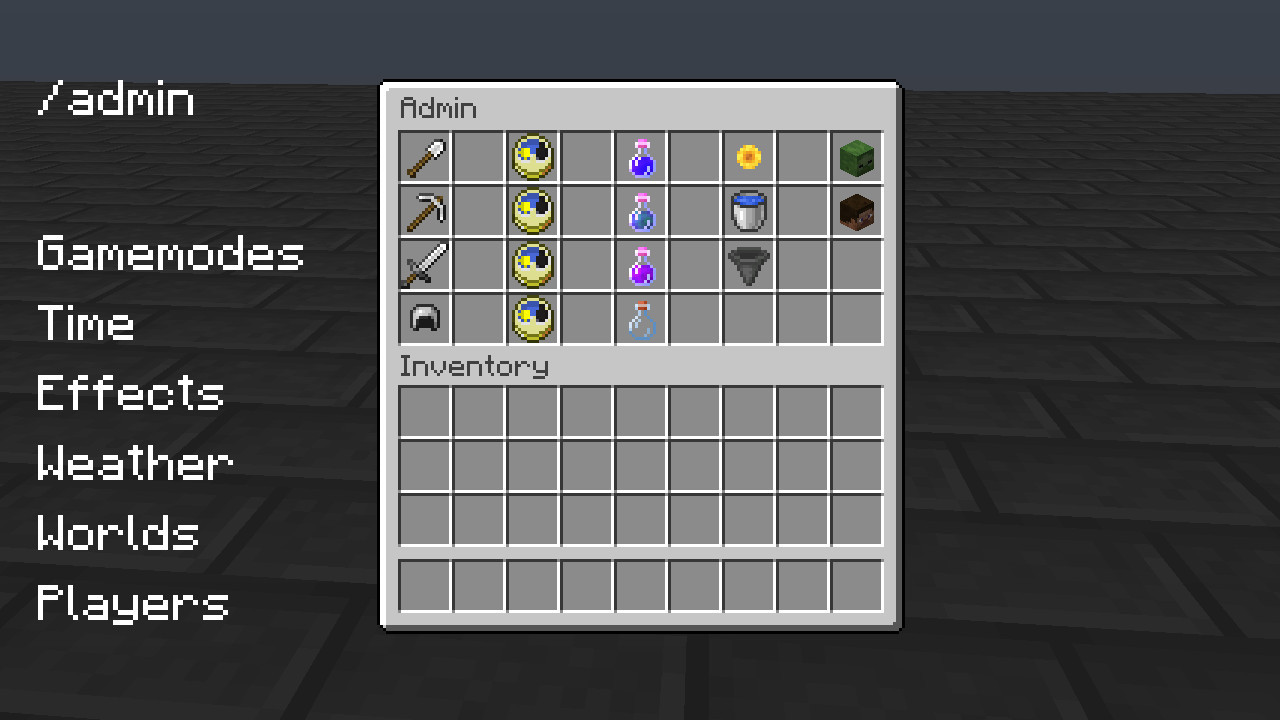 /admin
Gamemodes
Time
Effects
Weather
Worlds
Players
Admin
Inventory